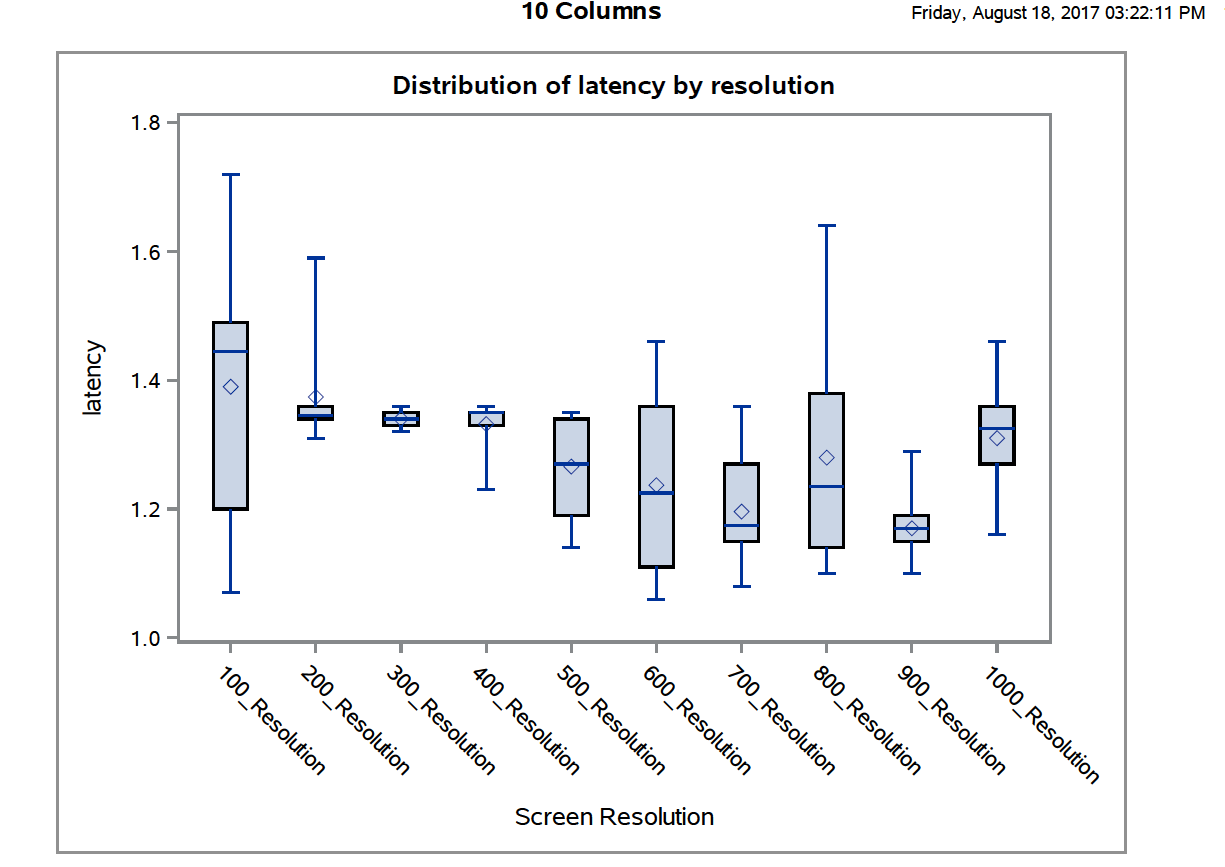 10 Columns
Friday, August 18, 2017 03:22:11 PM
Distribution of latency by resolution
1.8
1.6
1.4
1.2
1.0
latency
100_Resolution
200_Resolution
300_Resolution
400_Resolution
500_Resolution
600_Resolution
700_Resolution
800_Resolution
900_Resolution
1000_Resolution
Screen Resolution